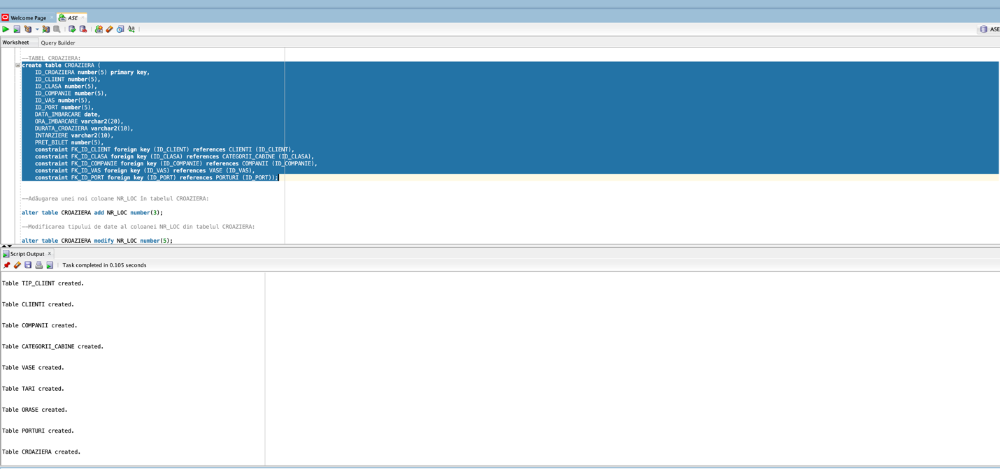 Welcome Page
ASE
ASE
Worksheet
Query Builder
--TABEL CROAZIERA;
create table CROAZIERA (
ID_CROAZIERA number(5) primary key,
ID_CLIENT number(5),
ID_CLASA number(5),
ID_COMPANIE number(5),
ID_VAS number(5),
ID_PORT number(5),
DATA_IMBARCARE date,
ORA_IMBARCARE varchar2(20),
DURATA_CROAZIERA varchar2(10),
INTARZIERE varchar2(10),
PRET_BILET number(5),
constraint FK_ID_CLIENT foreign key (ID_CLIENT) references CLIENTI (ID_CLIENT),
constraint FK_ID_CLASA foreign key (ID_CLASA) references CATEGORII_CABINE (ID_CLASA),
constraint FK_ID_COMPANIE foreign key (ID_COMPANIE) references COMPANII (ID_COMPANIE),
constraint FK_ID_VAS foreign key (ID_VAS) references VASE (ID_VAS),
constraint FK_ID_PORT foreign key (ID_PORT) references PORTURI (ID_PORT));
--Adăugarea unei noi coloane NR_LOC în tabelul CROAZIERA:
alter table CROAZIERA add NR_LOC number(3);
--Modificarea tipului de date al coloanei NR_LOC din tabelul CROAZIERA:
alter table CROAZIERA modify NR_LOC number(5);
Script Output x
Task completed in 0.105 seconds
Table TIP_CLIENT created.
Table CLIENTI created.
Table COMPANII created.
Table CATEGORII_CABINE created.
Table VASE created.
Table TARI created.
Table ORASE created.
Table PORTURI created.
Table CROAZIERA created.